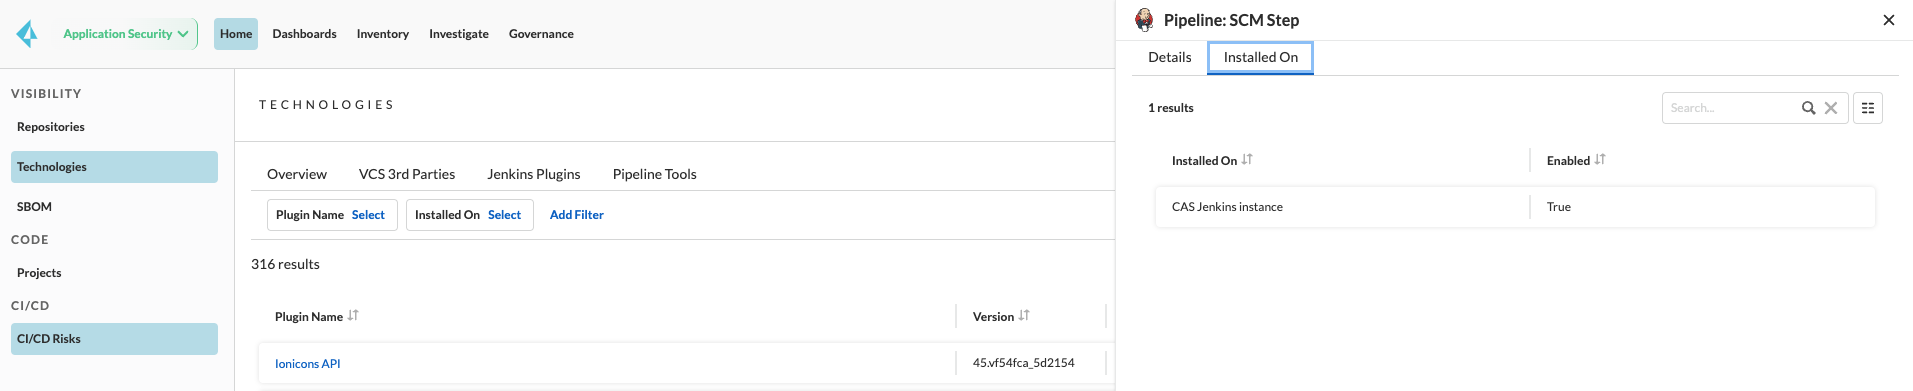 Application Security
Home
Dashboards
Inventory
Investigate
Governance
VISIBILITY
Repositories
Technologies
SBOM
CODE
Projects
CI/CD
CI/CD Risks
TECHNOLOGIES
Overview
VCS 3rd Parties
Jenkins Plugins
Pipeline Tools
Plugin Name Select
Installed On Select
Add Filter
316 results
Plugin Name
Version
Ionicons API
45.vf54fca_5d2154
Pipeline: SCM Step
Details
Installed On
1 results
Search...
Installed On
Enabled
CAS Jenkins instance
True